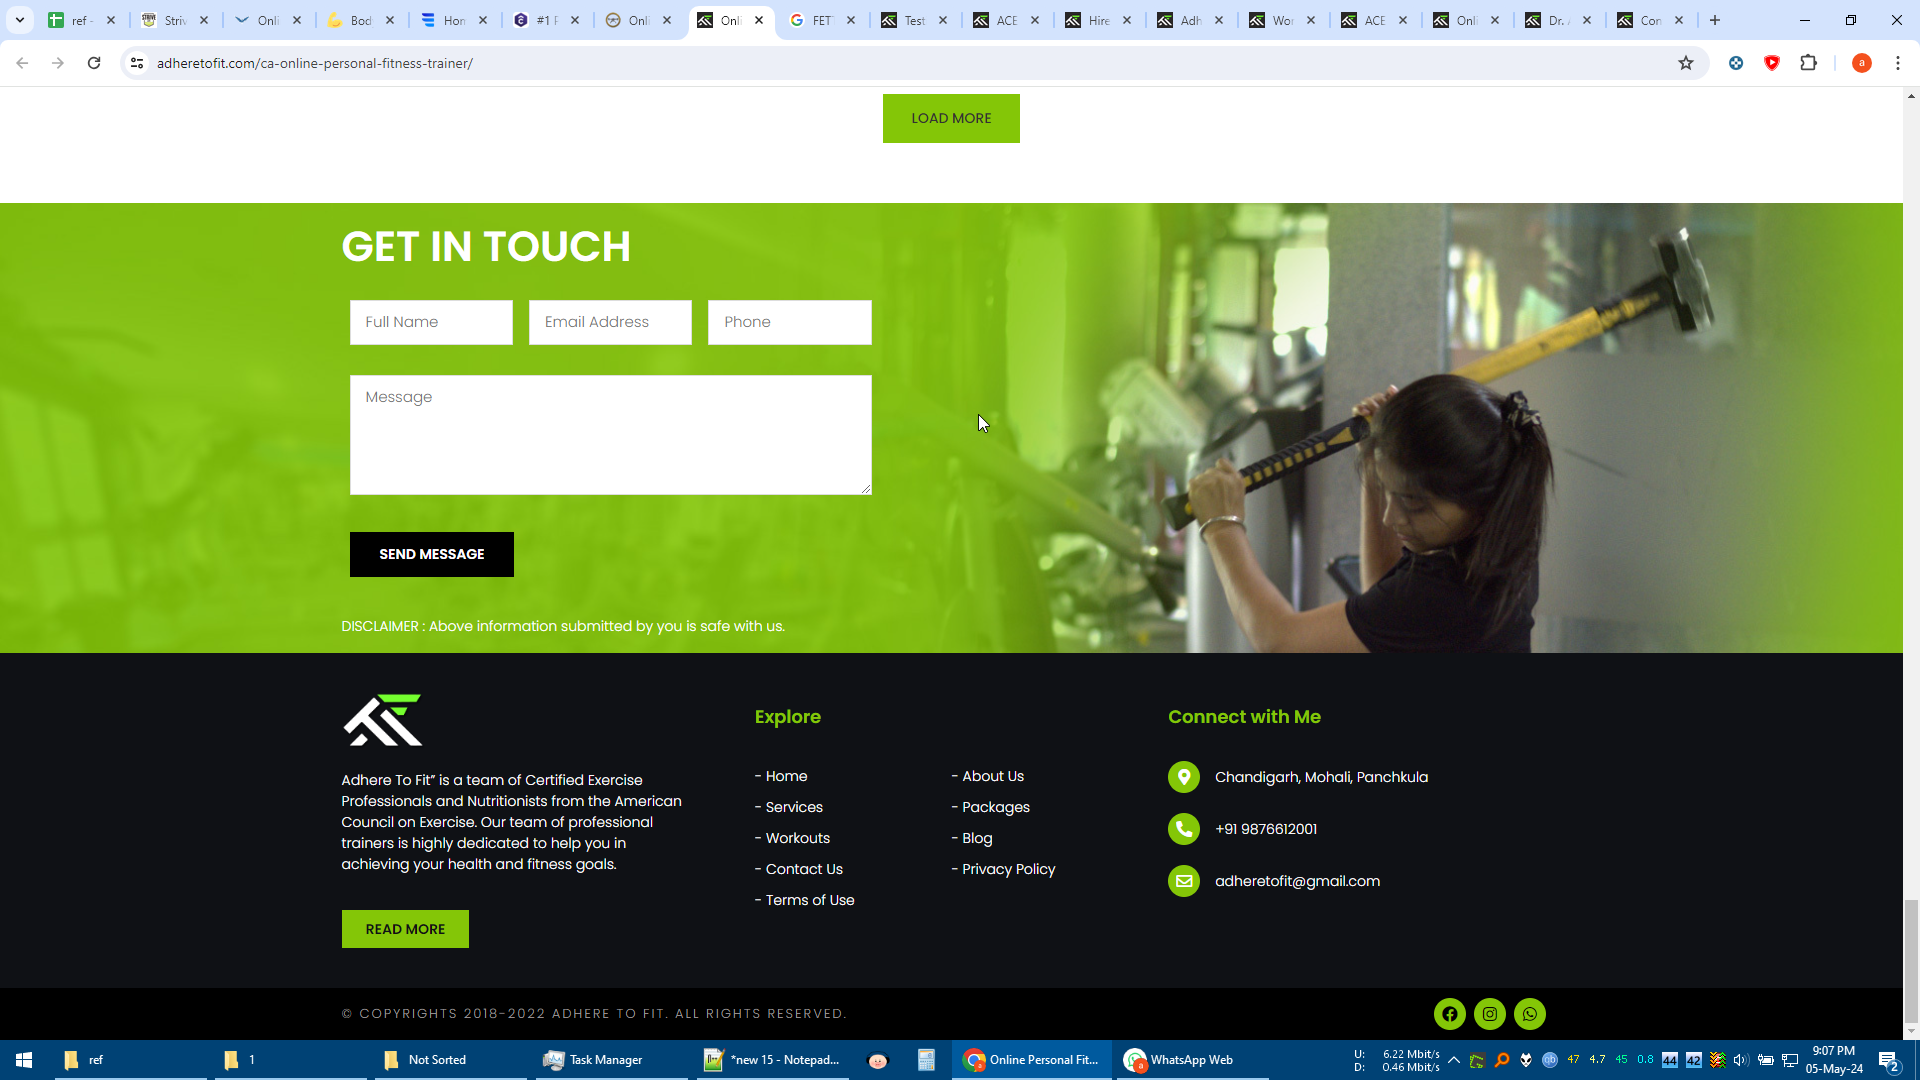 ref -
Striv
Onli
Bod
Hon
#1 F
Onli
Onli
FET
Test
ACE
Hire
Adh
Wor
ACE
Onli
Dr. /
Con
adheretofit.com/ca-online-personal-fitness-trainer/
a
LOAD MORE
GET IN TOUCH
Full Name
Email Address
Phone
Message
SEND MESSAGE
DISCLAIMER : Above information submitted by you is safe with us.
Adhere To Fit” is a team of Certified Exercise
Professionals and Nutritionists from the American
Council on Exercise. Our team of professional
trainers is highly dedicated to help you in
achieving your health and fitness goals.
READ MORE
Explore
- Home
- Services
- Workouts
- Contact Us
- Terms of Use
- About Us
- Packages
- Blog
- Privacy Policy
Connect with Me
Chandigarh, Mohali, Panchkula
+91 9876612001
adheretofit@gmail.com
© COPYRIGHTS 2018-2022 ADHERE TO FIT. ALL RIGHTS RESERVED.
ref
1
Not Sorted
Task Manager
*new 15 - Notepad...
Online Personal Fit...
WhatsApp Web
U: 6.22 Mbit/s
D: 0.46 Mbit/s
47 4.7 45 0.8 44 42
9:07 PM
05-May-24
2